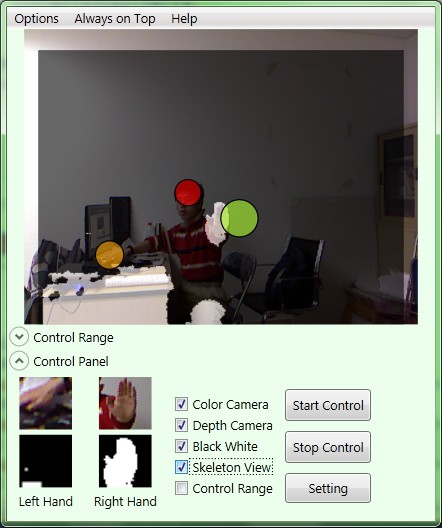 Options Always on Top Help
Control Range
Control Panel
Color Camera
Depth Camera
Black White
Skeleton View
Control Range
Start Control
Stop Control
Setting
Left Hand
Right Hand